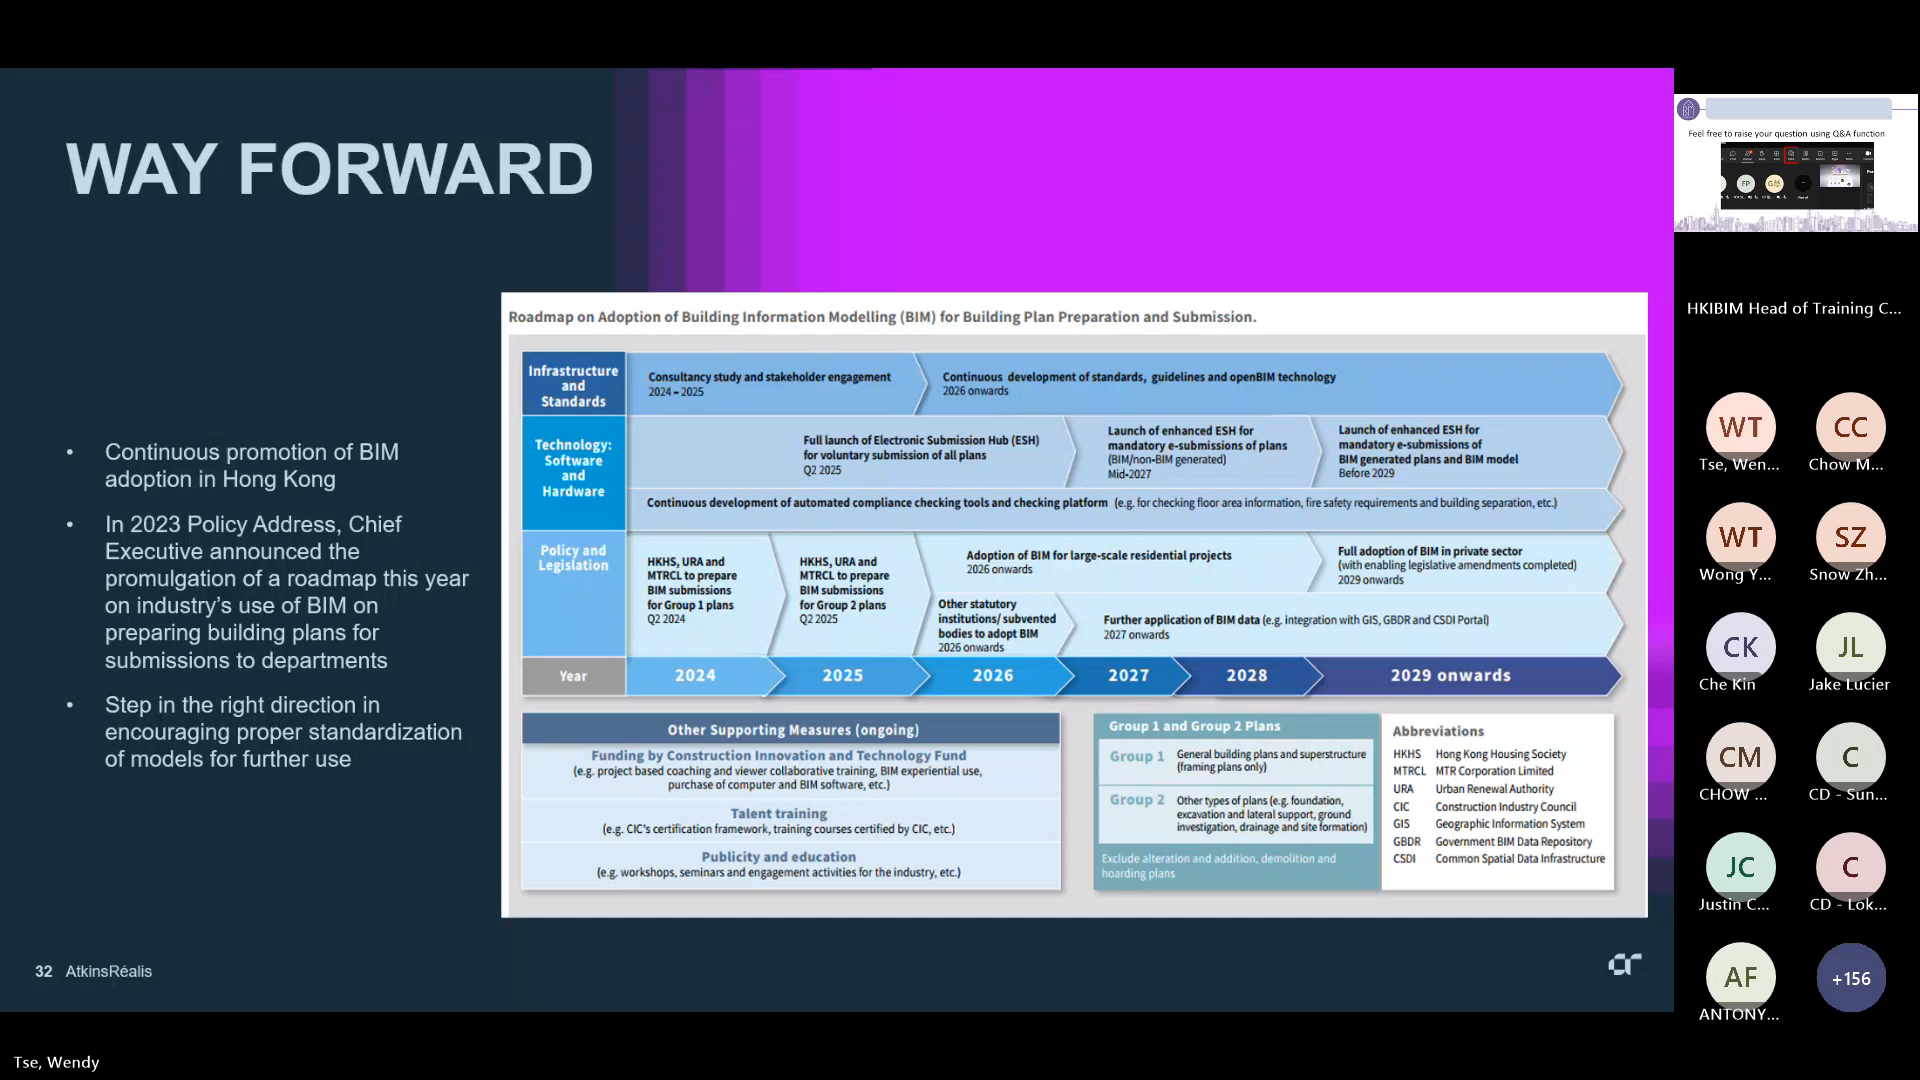 WAY FORWARD
• Continuous promotion of BIM
adoption in Hong Kong
• In 2023 Policy Address, Chief
Executive announced the
promulgation of a roadmap this year
on industry's use of BIM on
preparing building plans for
submissions to departments
• Step in the right direction in
encouraging proper standardization
of models for further use
Roadmap on Adoption of Building Information Modelling (BIM) for Building Plan Preparation and Submission.
Infrastructure
and
Standards
Consultancy study and stakeholder engagement
2024 – 2025
Continuous development of standards, guidelines and openBIM technology
2026 onwards
Technology:
Software
and
Hardware
Full launch of Electronic Submission Hub (ESH)
for voluntary submission of all plans
Q2 2025
Launch of enhanced ESH for
mandatory e-submissions of plans
(BIM/non-BIM generated)
Mid-2027
Launch of enhanced ESH for
mandatory e-submissions of
BIM generated plans and BIM model
Before 2029
Continuous development of automated compliance checking tools and checking platform (e.g. for checking floor area information, fire safety requirements and building separation, etc.)
Policy and
Legislation
HKHS, URA and
MTRCL to prepare
BIM submissions
for Group 1 plans
Q2 2024
HKHS, URA and
MTRCL to prepare
BIM submissions
for Group 2 plans
Q2 2025
Adoption of BIM for large-scale residential projects
2026 onwards
Full adoption of BIM in private sector
(with enabling legislative amendments completed)
2029 onwards
Other statutory
institutions/ subvented
bodies to adopt BIM
2026 onwards
Further application of BIM data (e.g. integration with GIS, GBDR and CSDI Portal)
2027 onwards
Year
2024
2025
2026
2027
2028
2029 onwards
Other Supporting Measures (ongoing)
Funding by Construction Innovation and Technology Fund
(e.g. project based coaching and viewer collaborative training, BIM experiential use,
purchase of computer and BIM software, etc.)
Talent training
(e.g. CIC's certification framework, training courses certified by CIC, etc.)
Publicity and education
(e.g. workshops, seminars and engagement activities for the industry, etc.)
Group 1 and Group 2 Plans
Group 1 General building plans and superstructure
(framing plans only)
Group 2 Other types of plans (e.g. foundation,
excavation and lateral support, ground
investigation, drainage and site formation)
Exclude alteration and addition, demolition and
hoarding plans
Abbreviations
HKHS Hong Kong Housing Society
MTRCL MTR Corporation Limited
URA Urban Renewal Authority
CIC Construction Industry Council
GIS Geographic Information System
GBDR Government BIM Data Repository
CSDI Common Spatial Data Infrastructure
32 AtkinsRéalis
Tse, Wendy
Feel free to raise your question using Q&A function
FP
HKIBIM Head of Training C...
WT
Tse, Wen...
CC
Chow M...
WT
Wong Y...
SZ
Snow Zh...
CK
Che Kin
JL
Jake Lucier
CM
CHOW ...
C
CD - Sun...
JC
Justin C...
C
CD - Lok...
AF
ANTONY...
+156